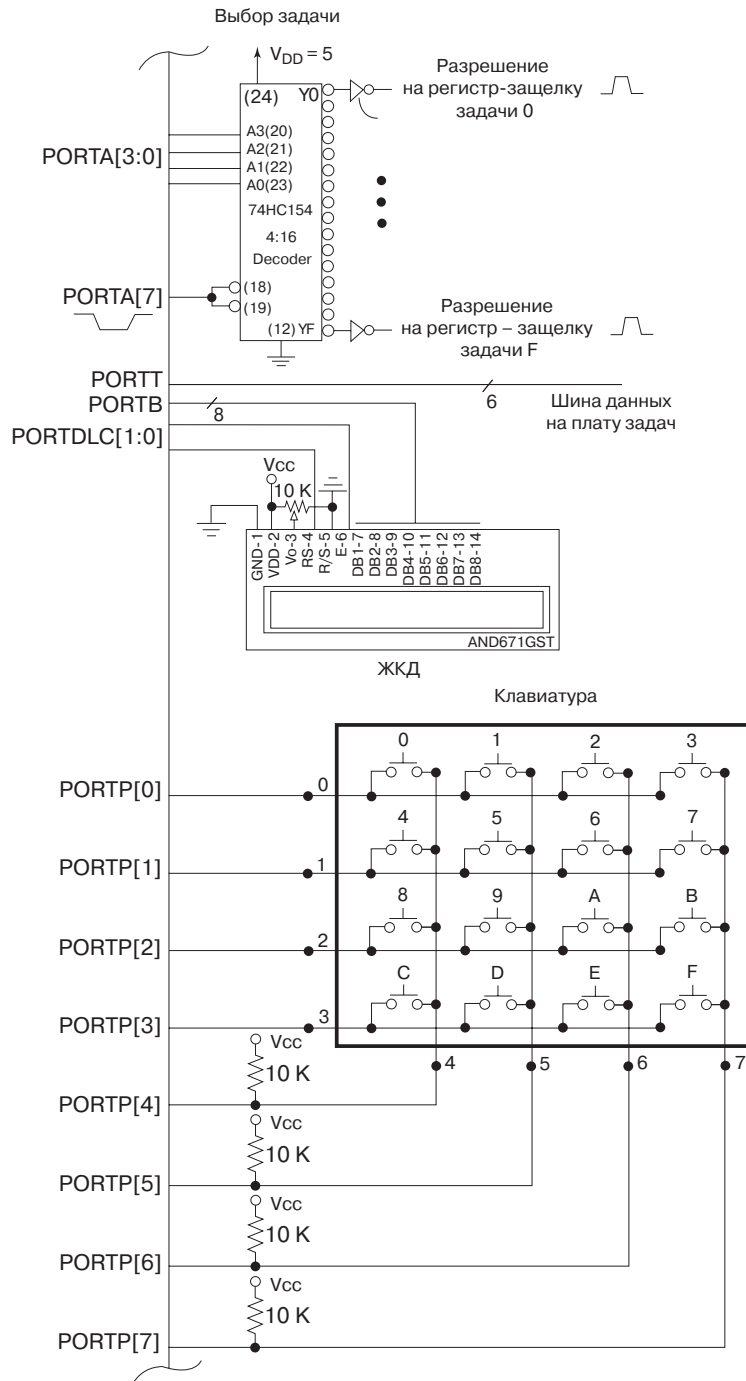 Выбор задачи
V_DD = 5
(24) Y0
Разрешение
на регистр-защелку
задачи 0
PORTA[3:0]
A3(20)
A2(21)
A1(22)
A0(23)
74HC154
4:16
Decoder
PORTA[7]
(18)
(19)
(12) YF
Разрешение
на регистр – защелку
задачи F
PORTT
6
PORTB
8
Шина данных
на плату задач
PORTDLC[1:0]
Vcc
10 K
GND-1
VDD-2
Vo-3
RS-4
R/S-5
E-6
DB1-7
DB2-8
DB3-9
DB4-10
DB5-11
DB6-12
DB7-13
DB8-14
AND671GST
ЖКД
Клавиатура
0 1 2 3
PORTP[0] 0
4 5 6 7
PORTP[1] 1
8 9 A B
PORTP[2] 2
C D E F
PORTP[3] 3
Vcc
10 K
4 5 6 7
PORTP[4]
Vcc
10 K
PORTP[5]
Vcc
10 K
PORTP[6]
Vcc
10 K
PORTP[7]